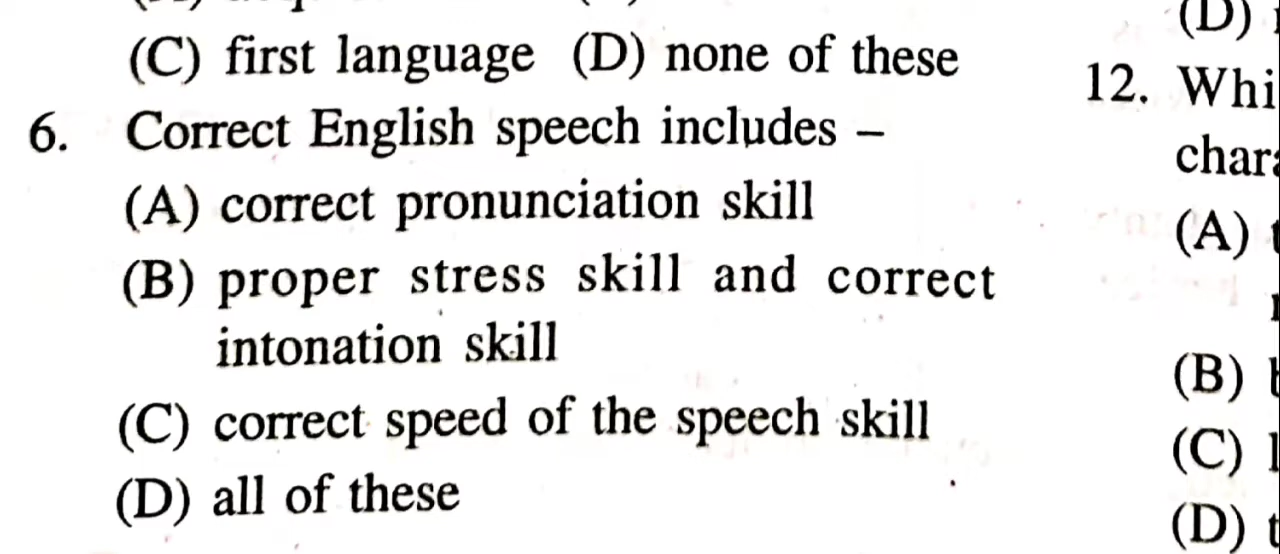 (C) first language (D) none of these
6. Correct English speech includes –
(A) correct pronunciation skill
(B) proper stress skill and correct
intonation skill
(C) correct speed of the speech skill
(D) all of these
(D)
12. Whi
chara
(A)
(B)
(C)
(D)